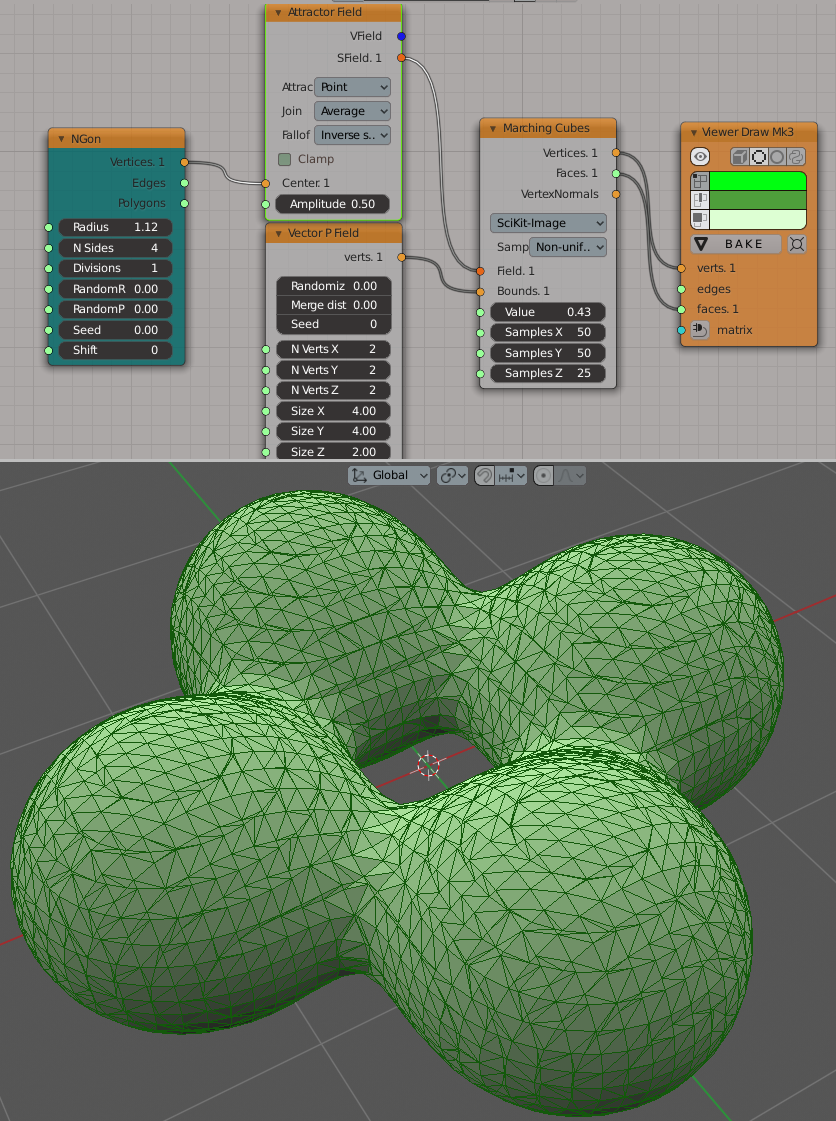 Attractor Field
VField
SField. 1
Attrac Point
Join Average
Fallof Inverse s..
Clamp
Center. 1
Amplitude 0.50
NGon
Vertices. 1
Edges
Polygons
Radius 1.12
N Sides 4
Divisions 1
RandomR 0.00
RandomP 0.00
Seed 0.00
Shift 0
Vector P Field
verts. 1
Randomiz 0.00
Merge dist 0.00
Seed 0
N Verts X 2
N Verts Y 2
N Verts Z 2
Size X 4.00
Size Y 4.00
Size Z 2.00
Marching Cubes
Vertices. 1
Faces. 1
VertexNormals
SciKit-Image
Samp Non-unif..
Field. 1
Bounds. 1
Value 0.43
Samples X 50
Samples Y 50
Samples Z 25
Viewer Draw Mk3
BAKE
verts. 1
edges
faces. 1
matrix
Global